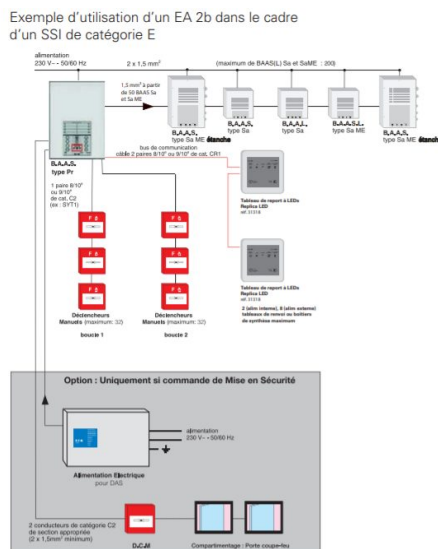 Exemple d'utilisation d'un EA 2b dans le cadre
d'un SSI de catégorie E
alimentation
230 V~ - 50/60 Hz
2 x 1,5 mm²
(maximum de BAAS(L) Sa et SaME : 200)
1,5 mm² à partir
de 50 BAAS Sa
et Sa ME
B.A.A.S.
type Sa ME étanche
B.A.A.S.
type Sa
B.A.A.L.
type Sa
B.A.A.S.L.
type Sa ME
B.A.A.S.
type Sa ME étanche
bus de communication
câble 2 paires 8/10° ou 9/10° de cat. CR1
B.A.A.S.
type Pr
1 paire 8/10°
ou 9/10°
de cat. C2
(ex : SYT1)
Tableau de report à LEDs
Replica LED
réf. 31318
Tableau de report à LEDs
Replica LED
réf. 31318
2 (alim interne), 8 (alim externe)
tableaux de renvoi ou boîtiers
de synthèse maximum
Déclencheurs
Manuels (maximum: 32)
boucle 1
Déclencheurs
Manuels (maximum: 32)
boucle 2
Option : Uniquement si commande de Mise en Sécurité
alimentation
230 V~ - 50/60 Hz
Alimentation Electrique
pour DAS
2 conducteurs de catégorie C2
de section appropriée
(2 x 1,5mm² minimum)
D.C.M
Compartimentage : Porte coupe-feu